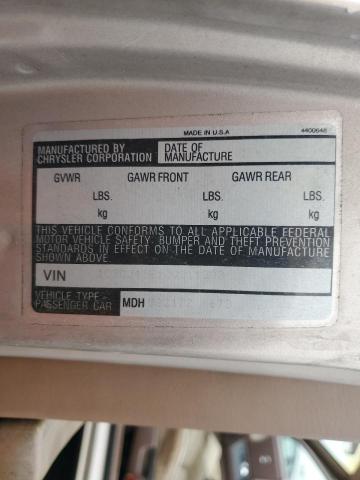 MADE IN U.S.A 4400648
MANUFACTURED BY DATE OF
CHRYSLER CORPORATION MANUFACTURE
GVWR GAWR FRONT GAWR REAR
LBS. LBS. LBS.
kg kg kg
THIS VEHICLE CONFORMS TO ALL APPLICABLE FEDERAL
MOTOR VEHICLE SAFETY, BUMPER AND THEFT PREVENTION
STANDARDS IN EFFECT ON THE DATE OF MANUFACTURE
SHOWN ABOVE
VIN
VEHICLE TYPE -
PASSENGER CAR MDH